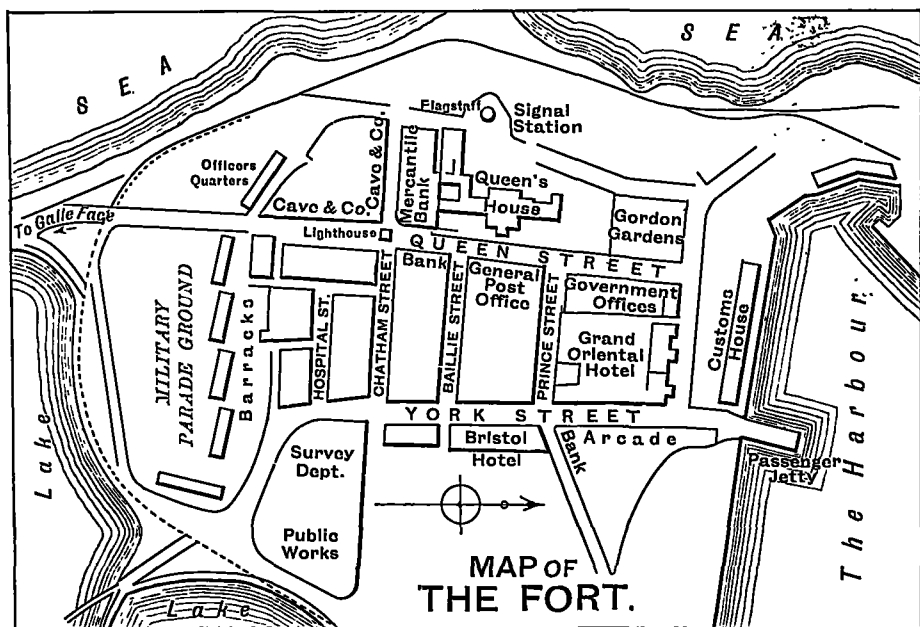 SEA
SEA
Flagstaff
Signal
Station
Officers
Quarters
Cave & Co.
Cave & Co.
Mercantile
Bank
Queen's
House
Gordon
Gardens
To Galle Face
Lighthouse
QUEEN STREET
MILITARY
PARADE GROUND
Barracks
HOSPITAL ST.
CHATHAM STREET
Bank
BAILLIE STREET
General
Post
Office
PRINCE STREET
Government
Offices
Grand
Oriental
Hotel
Customs
House
The Harbour.
Lake
YORK STREET
Survey
Dept.
Public
Works
Bristol
Hotel
Bank
Arcade
Passenger
Jetty
Lake
MAP OF
THE FORT.